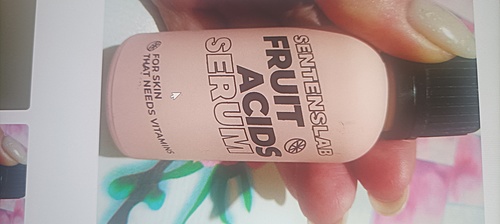 SENTENSLAB
FRUIT
ACIDS
SERUM
FOR SKIN
THAT NEEDS VITAMINS